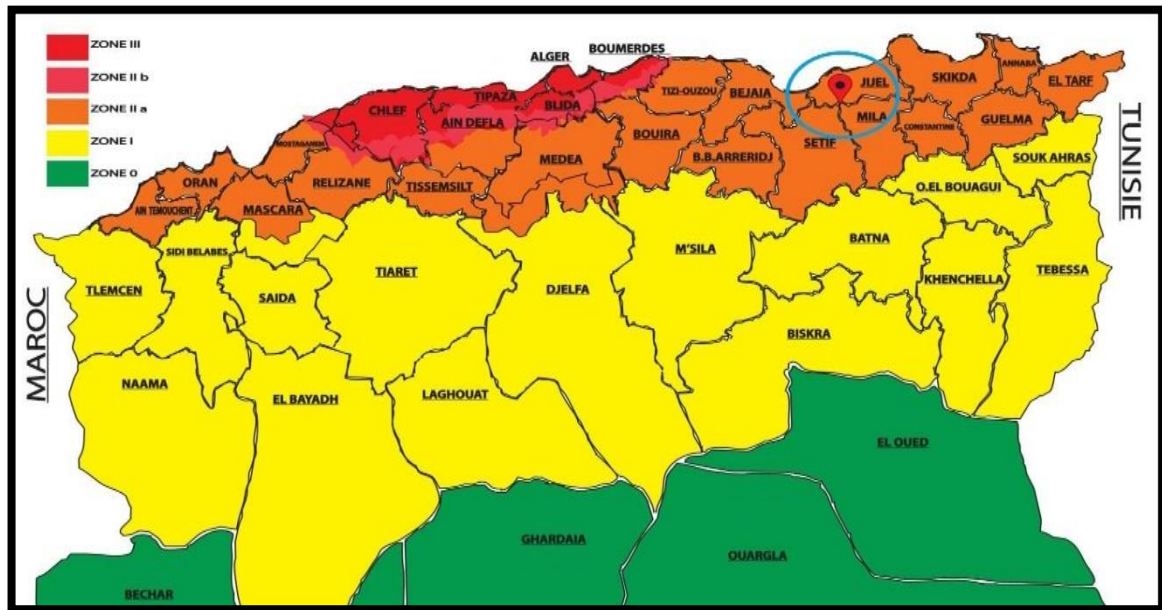 ZONE III
ZONE II b
ZONE II a
ZONE I
ZONE 0
BOUMERDES
ALGER
TIPAZA
CHLEF
BLIDA
AIN DEFLA
TIZI-OUZOU
BEJAIA
JIJEL
SKIKDA
ANNABA
EL TARF
MILA
CONSTANTINE
GUELMA
MOSTAGANEM
BOUIRA
SETIF
B.B.ARRERIDJ
MEDEA
SOUK AHRAS
ORAN
RELIZANE
TISSEMSILT
O.EL BOUAGUI
AIN TEMOUCHENT
MASCARA
TUNISIE
SIDI BELABES
M'SILA
BATNA
TLEMCEN
TIARET
KHENCHELLA
TEBESSA
SAIDA
DJELFA
BISKRA
MAROC
NAAMA
EL BAYADH
LAGHOUAT
EL OUED
GHARDAIA
OUARGLA
BECHAR